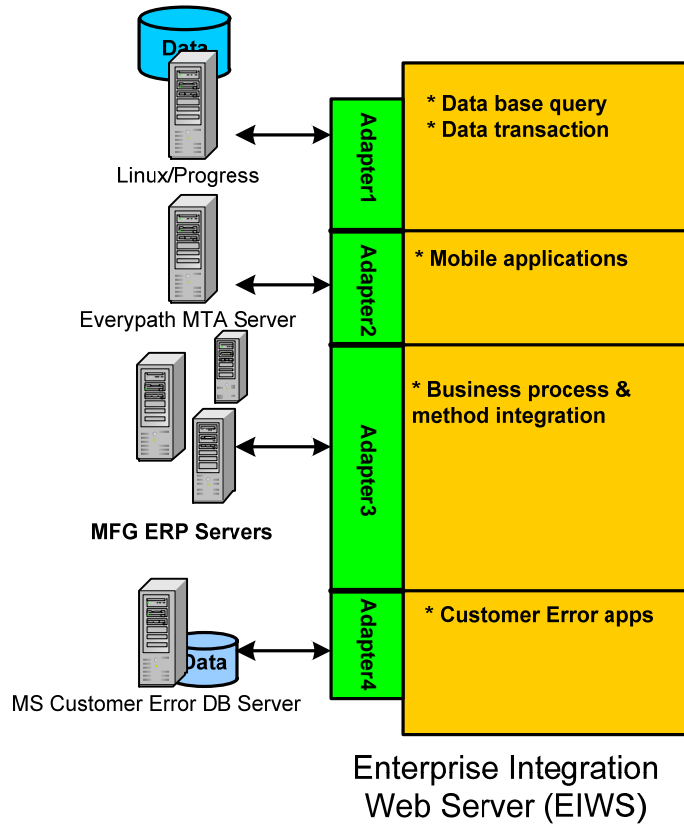 Data
Linux/Progress
Adapter1
* Data base query
* Data transaction
Everypath MTA Server
Adapter2
* Mobile applications
MFG ERP Servers
Adapter3
* Business process &
method integration
Data
MS Customer Error DB Server
Adapter4
* Customer Error apps
Enterprise Integration
Web Server (EIWS)